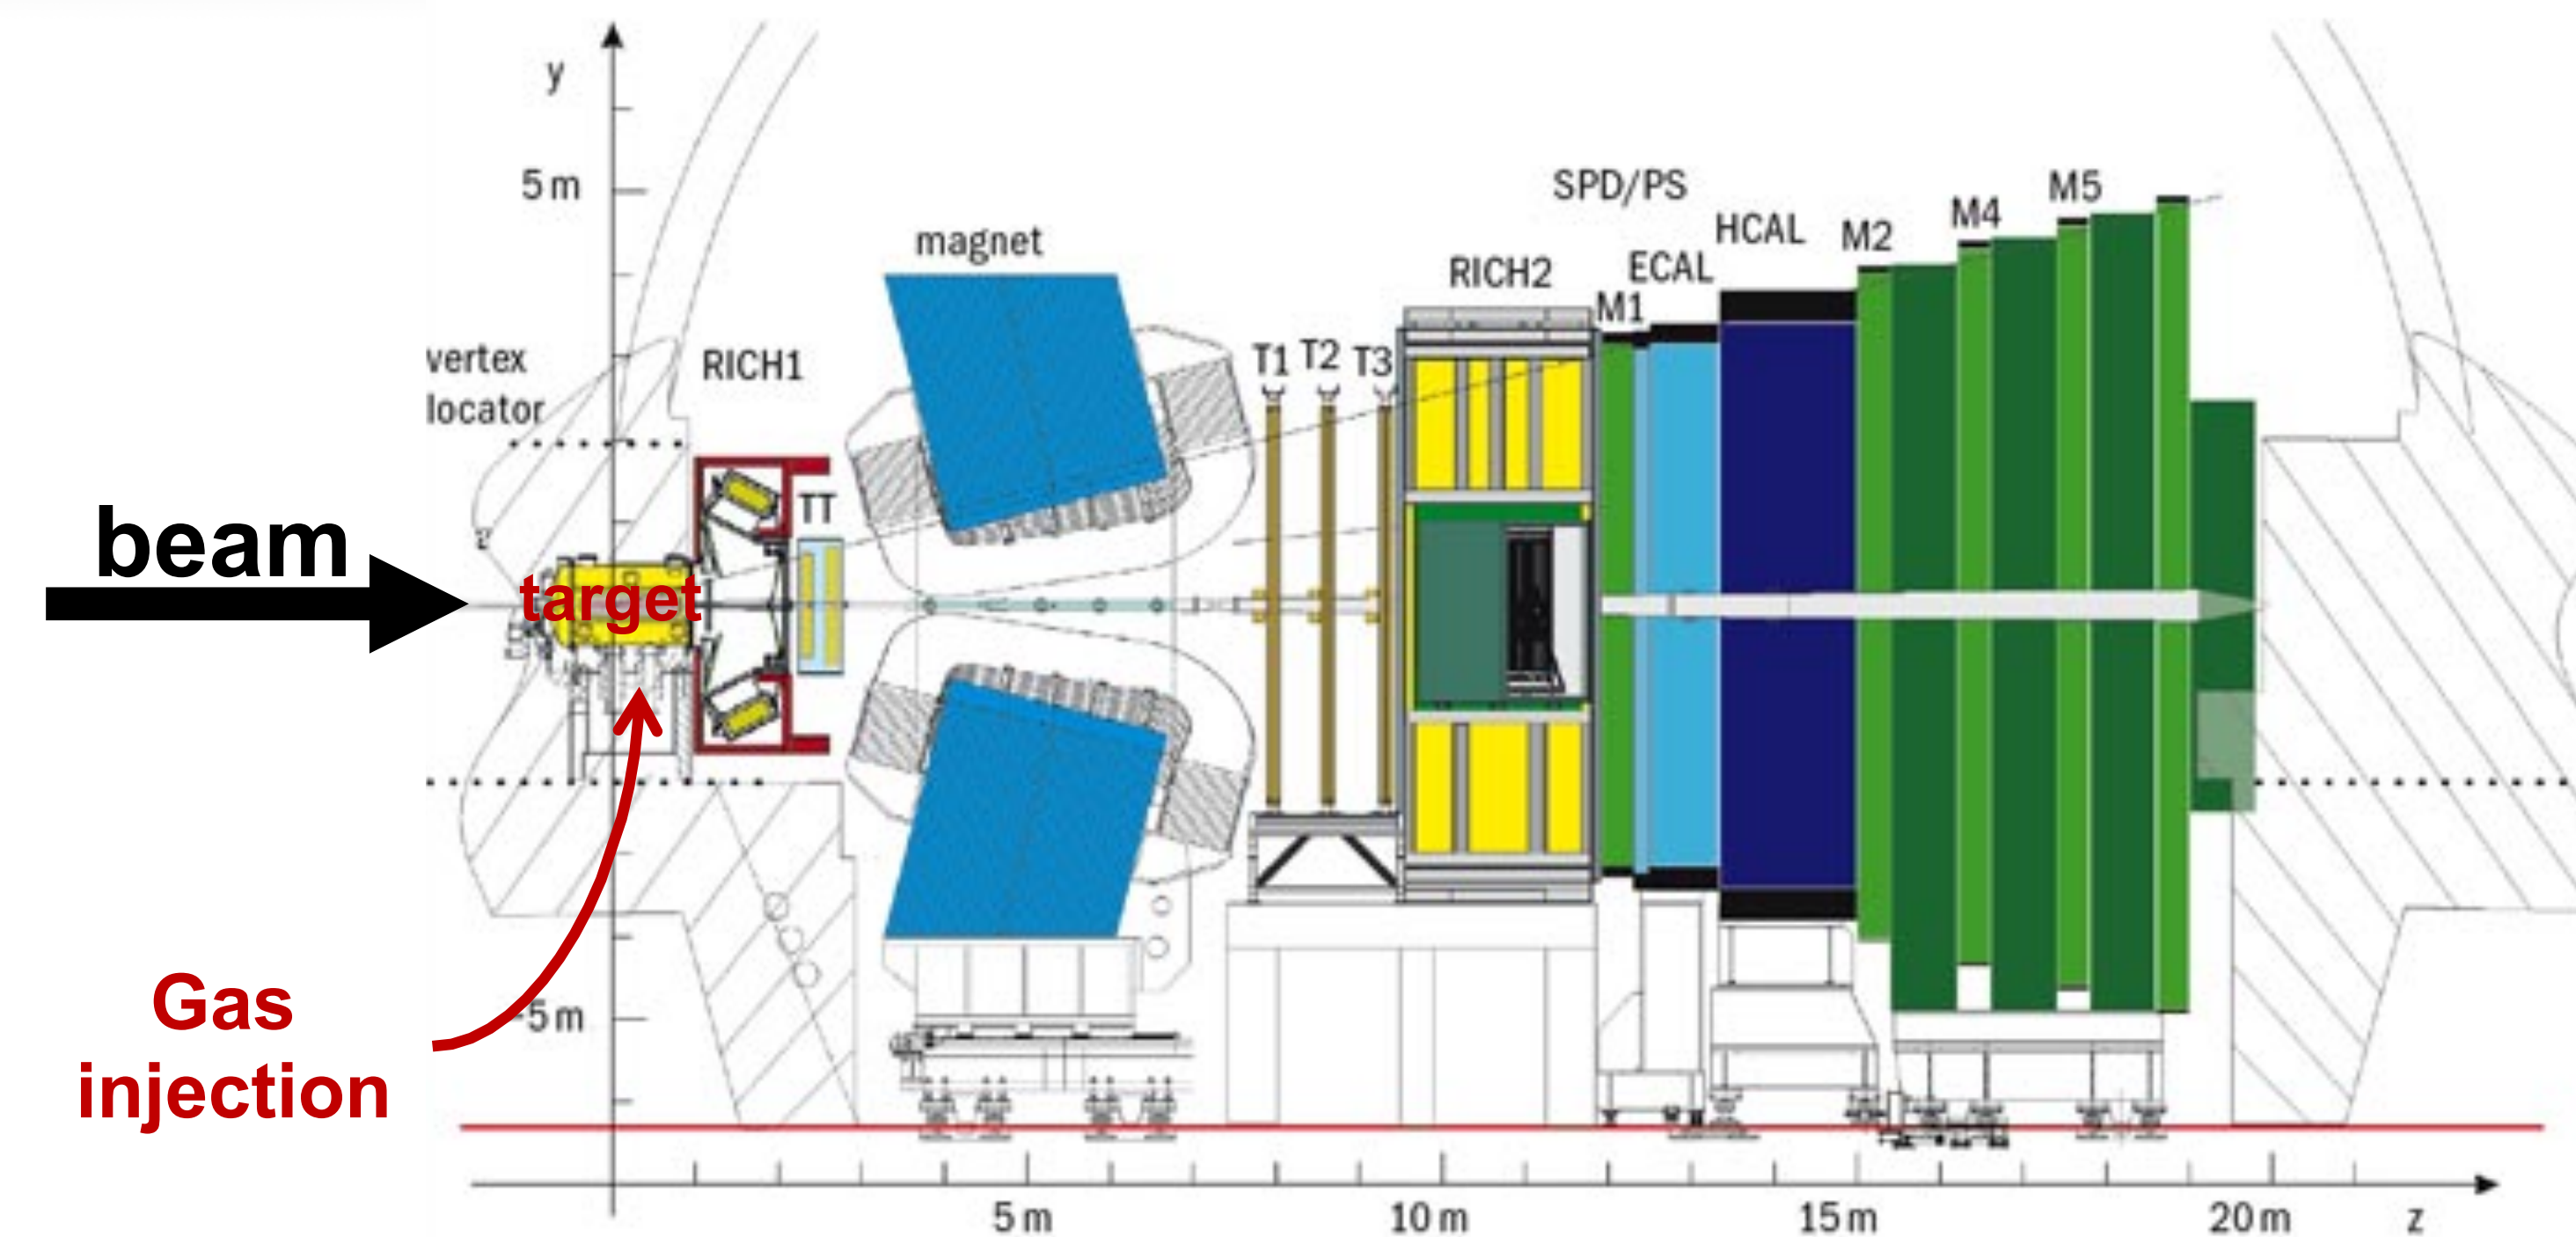 y
5 m
SPD/PS
M5
M4
HCAL
M2
magnet
ECAL
RICH2
M1
vertex
locator
RICH1
T1
T2
T3
TT
beam
target
Gas
injection
-5 m
5 m
10 m
15 m
20 m
z